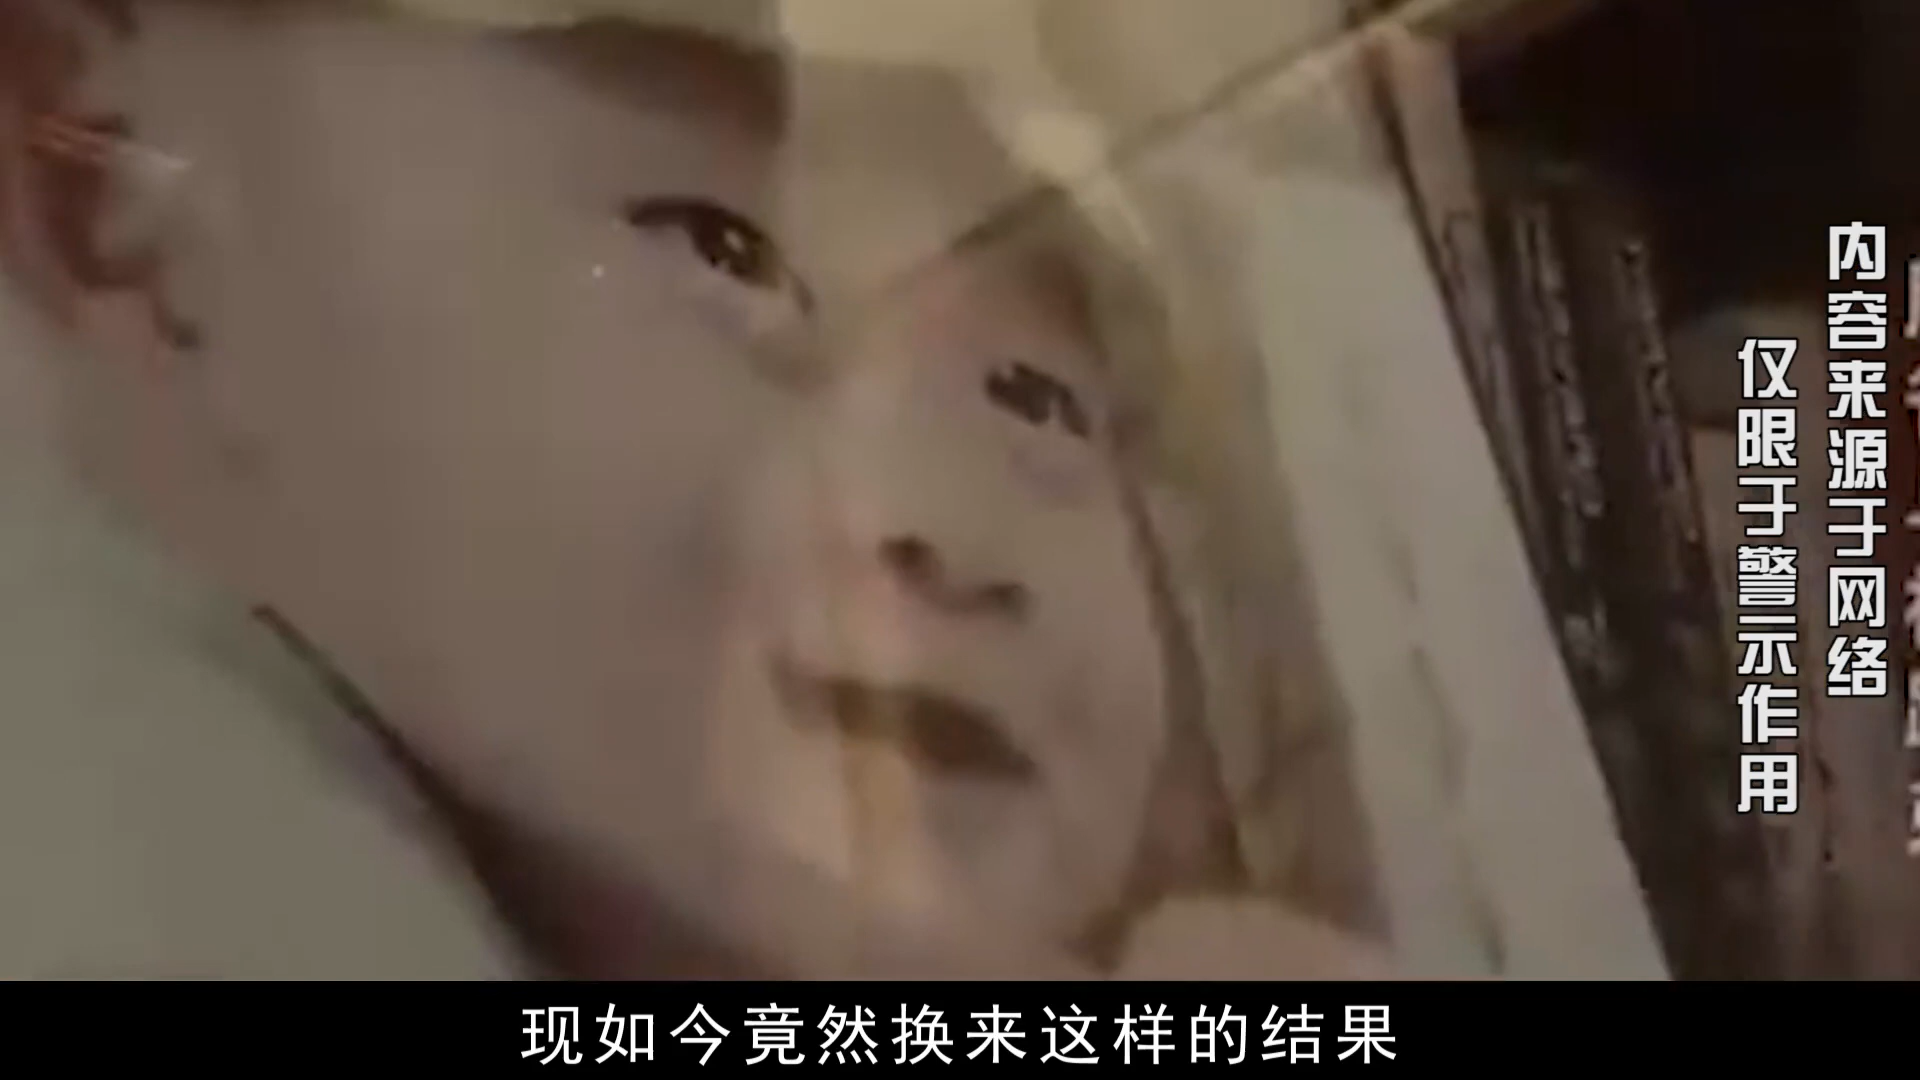 内容来源于网络
仅限于警示作用
现如今竟然换来这样的结果